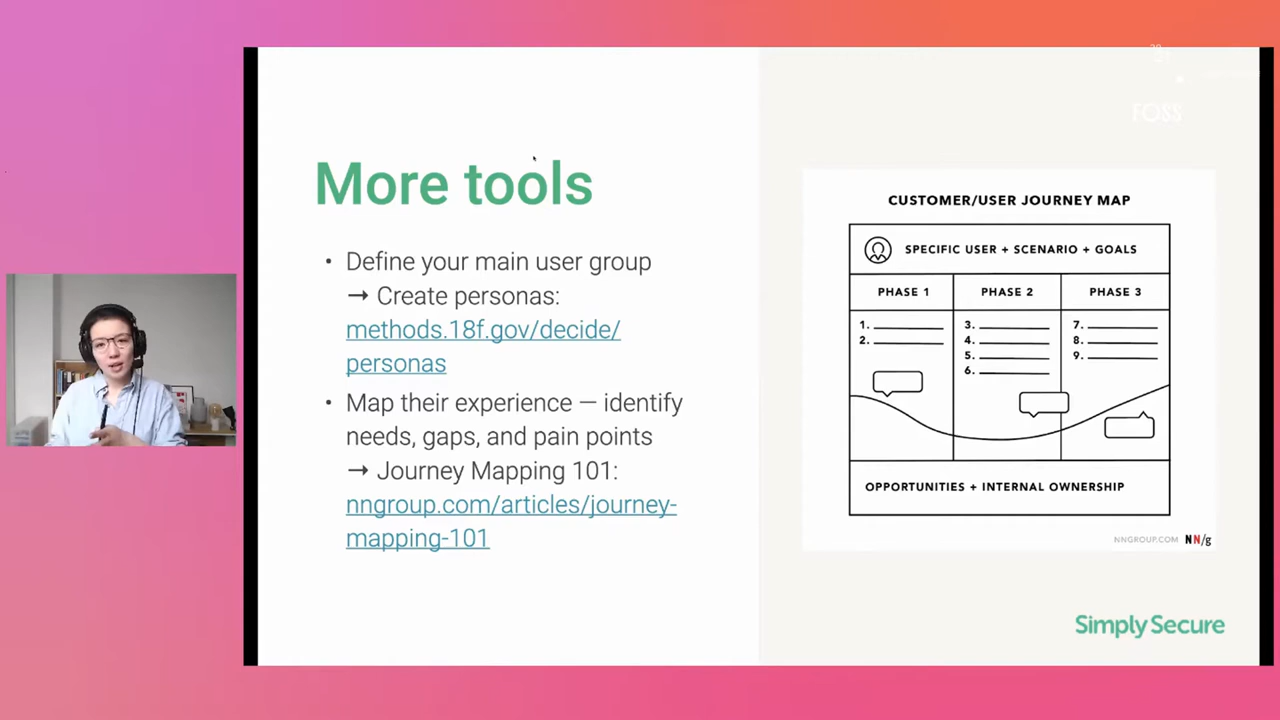 FOSS
More tools
• Define your main user group
→ Create personas:
methods.18f.gov/decide/
personas
• Map their experience — identify
needs, gaps, and pain points
→ Journey Mapping 101:
nngroup.com/articles/journey-
mapping-101
CUSTOMER/USER JOURNEY MAP
SPECIFIC USER + SCENARIO + GOALS
PHASE 1
PHASE 2
PHASE 3
1.
2.
3.
4.
5.
6.
7.
8.
9.
OPPORTUNITIES + INTERNAL OWNERSHIP
NNGROUP.COM NN/g
Simply Secure